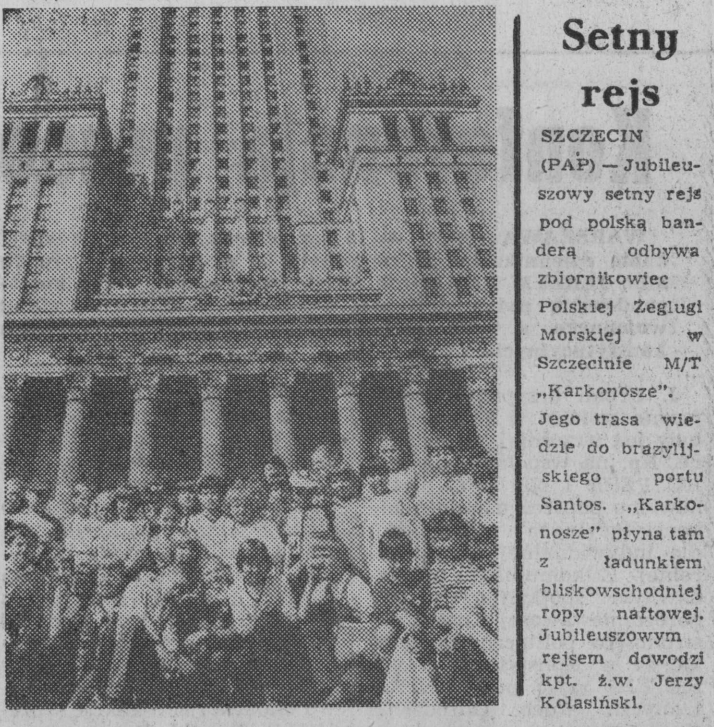 Setny
rejs
SZCZECIN
(PAP) — Jubileu-
szowy setny rejs
pod polską ban-
derą odbywa
zbiornikowiec
Polskiej Żeglugi
Morskiej w
Szczecinie M/T
„Karkonosze”.
Jego trasa wie-
dzie do brazylij-
skiego portu
Santos. „Karko-
nosze” płyna tam
z ładunkiem
bliskowschodniej
ropy naftowej.
Jubileuszowym
rejsem dowodzi
kpt. ż.w. Jerzy
Kolasiński.